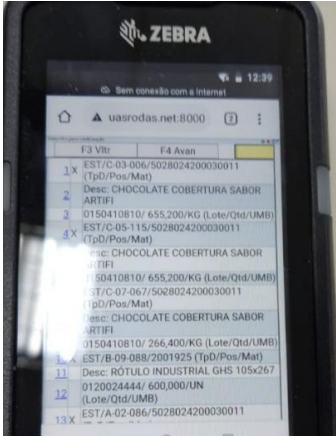 ZEBRA
12:39
Sem conexão com a Internet
uasrodas.net:8000 2
F3 Vltr F4 Avan
1 X EST/C-03-006/5028024200030011
(TpD/Pos/Mat)
2 Desc: CHOCOLATE COBERTURA SABOR
ARTIFI
3 0150410810/ 655,200/KG (Lote/Qtd/UMB)
4 X EST/C-05-115/5028024200030011
(TpD/Pos/Mat)
Desc: CHOCOLATE COBERTURA SABOR
ARTIFI
0150410810/ 655,200/KG (Lote/Qtd/UMB)
EST/C-07-067/5028024200030011
(TpD/Pos/Mat)
Desc: CHOCOLATE COBERTURA SABOR
ARTIFI
0150410810/ 266,400/KG (Lote/Qtd/UMB)
X EST/B-09-088/2001925 (TpD/Pos/Mat)
11 Desc: RÓTULO INDUSTRIAL GHS 105x267
12 0120024444/ 600,000/UN
(Lote/Qtd/UMB)
13 X EST/A-02-086/5028024200030011